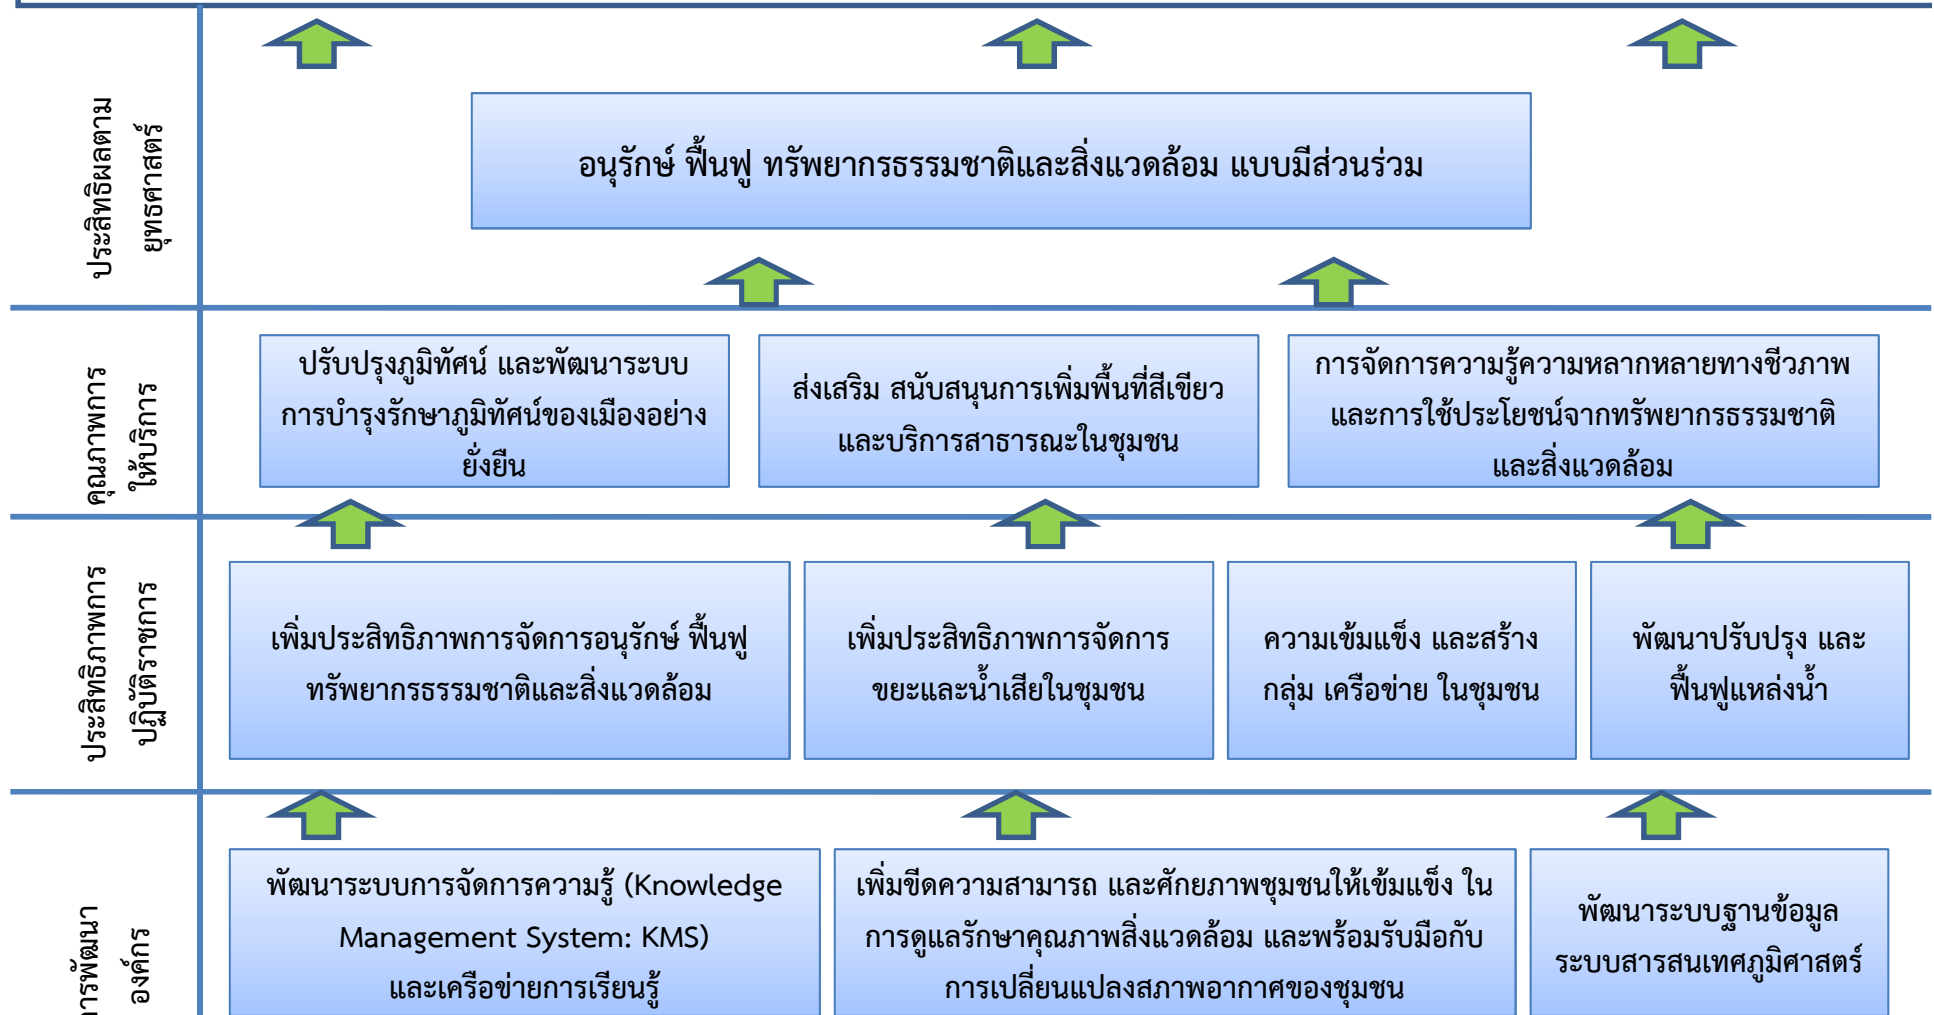 ประสิทธิผลตาม
ยุทธศาสตร์
อนุรักษ์ ฟื้นฟู ทรัพยากรธรรมชาติและสิ่งแวดล้อม แบบมีส่วนร่วม
คุณภาพการ
ให้บริการ
ปรับปรุงภูมิทัศน์ และพัฒนาระบบ
การบำรุงรักษาภูมิทัศน์ของเมืองอย่าง
ยั่งยืน
ส่งเสริม สนับสนุนการเพิ่มพื้นที่สีเขียว
และบริการสาธารณะในชุมชน
การจัดการความรู้ความหลากหลายทางชีวภาพ
และการใช้ประโยชน์จากทรัพยากรธรรมชาติ
และสิ่งแวดล้อม
ประสิทธิภาพการ
ปฏิบัติราชการ
เพิ่มประสิทธิภาพการจัดการอนุรักษ์ ฟื้นฟู
ทรัพยากรธรรมชาติและสิ่งแวดล้อม
เพิ่มประสิทธิภาพการจัดการ
ขยะและน้ำเสียในชุมชน
ความเข้มแข็ง และสร้าง
กลุ่ม เครือข่าย ในชุมชน
พัฒนาปรับปรุง และ
ฟื้นฟูแหล่งน้ำ
การพัฒนา
องค์กร
พัฒนาระบบการจัดการความรู้ (Knowledge
Management System: KMS)
และเครือข่ายการเรียนรู้
เพิ่มขีดความสามารถ และศักยภาพชุมชนให้เข้มแข็ง ใน
การดูแลรักษาคุณภาพสิ่งแวดล้อม และพร้อมรับมือกับ
การเปลี่ยนแปลงสภาพอากาศของชุมชน
พัฒนาระบบฐานข้อมูล
ระบบสารสนเทศภูมิศาสตร์